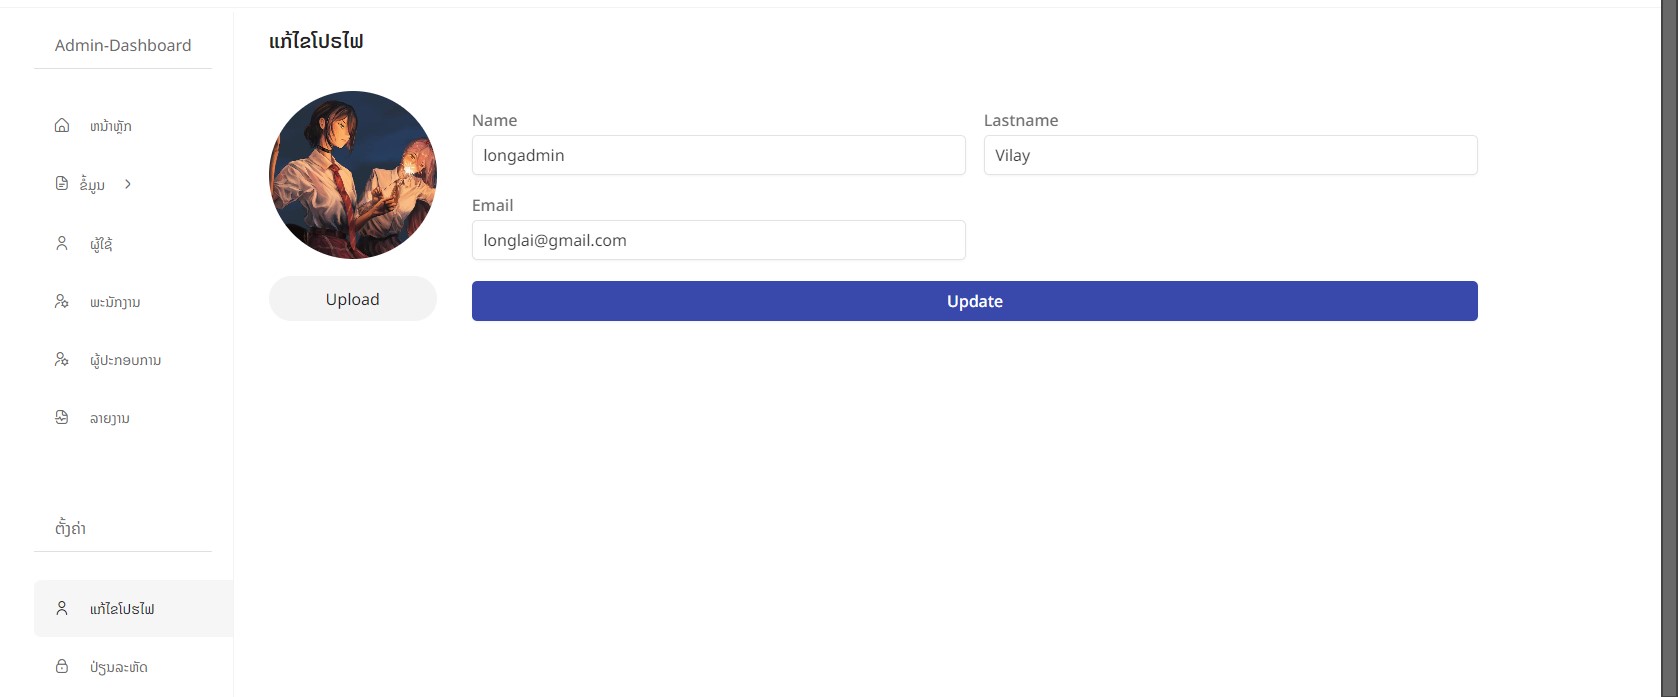 Admin-Dashboard
ໜ້າຫຼັກ
ຂໍ້ມູນ
ຜູ້ໃຊ້
ພະນັກງານ
ຜູ້ປະກອບການ
ລາຍງານ
ຕັ້ງຄ່າ
ແກ້ໄຂໂປຣໄຟ
ປ່ຽນລະຫັດ
ແກ້ໄຂໂປຣໄຟ
Upload
Name
longadmin
Lastname
Vilay
Email
longlai@gmail.com
Update